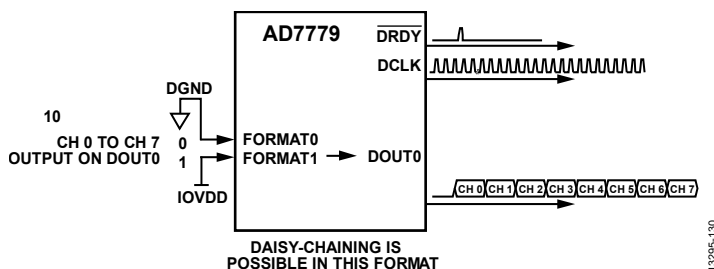 AD7779
DRDY
DCLK
DGND
10
CH 0 TO CH 7 0
OUTPUT ON DOUT0 1
FORMAT0
FORMAT1
DOUT0
IOVDD
CH 0 CH 1 CH 2 CH 3 CH 4 CH 5 CH 6 CH 7
DAISY-CHAINING IS
POSSIBLE IN THIS FORMAT
13295-130